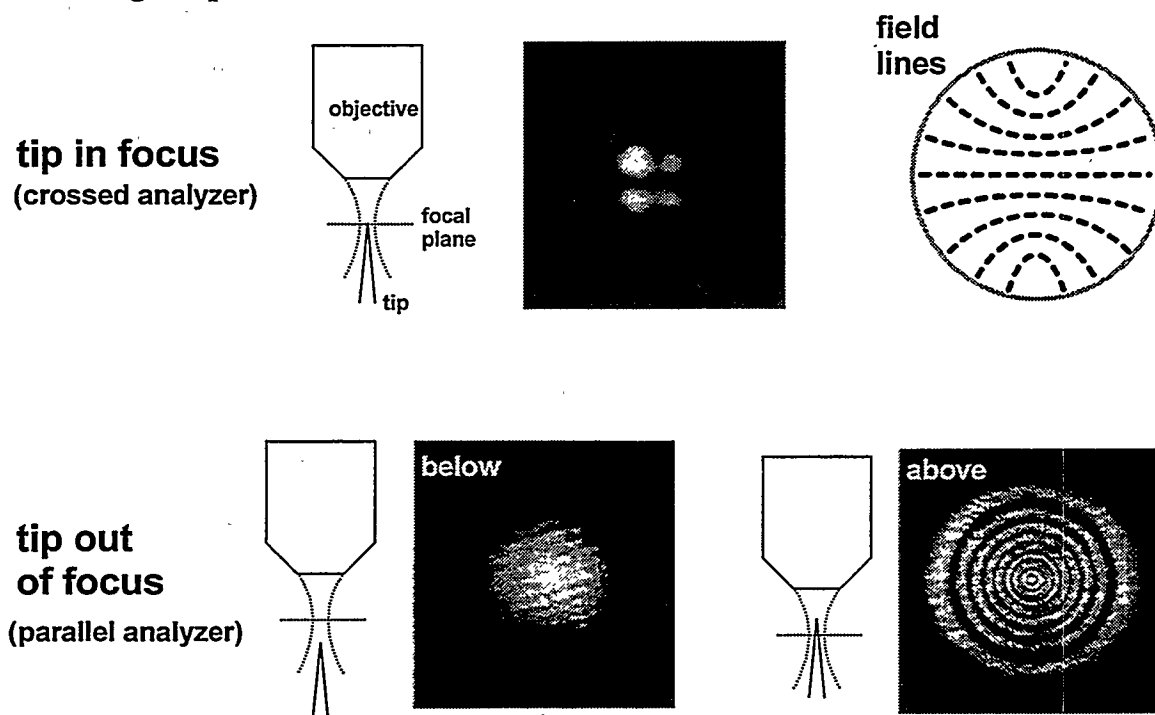 field
lines
objective
tip in focus
(crossed analyzer)
focal
plane
tip
below
above
tip out
of focus
(parallel analyzer)